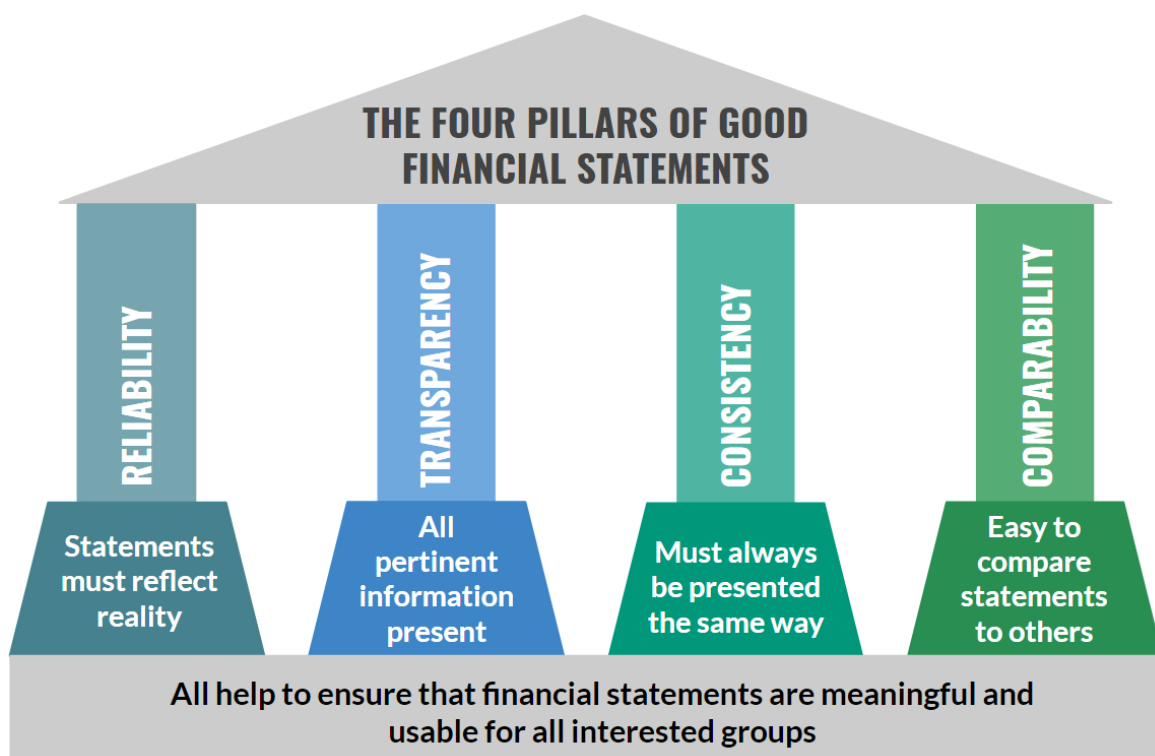 THE FOUR PILLARS OF GOOD
FINANCIAL STATEMENTS
RELIABILITY
Statements
must reflect
reality
TRANSPARENCY
All
pertinent
information
present
CONSISTENCY
Must always
be presented
the same way
COMPARABILITY
Easy to
compare
statements
to others
All help to ensure that financial statements are meaningful and
usable for all interested groups